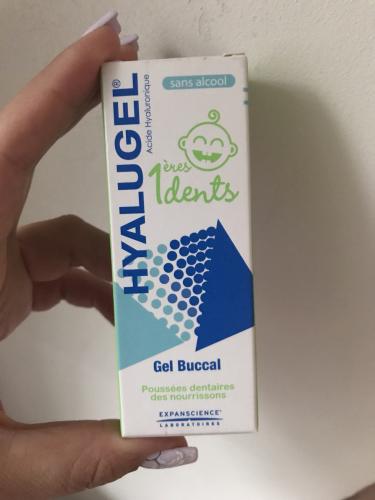 sans alcool
HYALUGEL®
Acide Hyaluronique
1ères
dents
Gel Buccal
Poussées dentaires
des nourrissons
EXPANSCIENCE®
LABORATOIRES